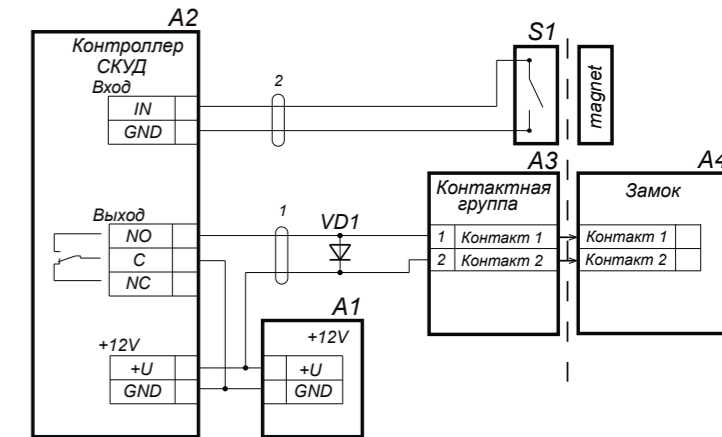 A2
Контроллер
СКУД
Вход
IN
GND
2
S1
magnet
A3
Контактная
группа
1 Контакт 1
2 Контакт 2
A4
Замок
Контакт 1
Контакт 2
Выход
NO
C
NC
1
VD1
+12V
+U
GND
A1
+12V
+U
GND